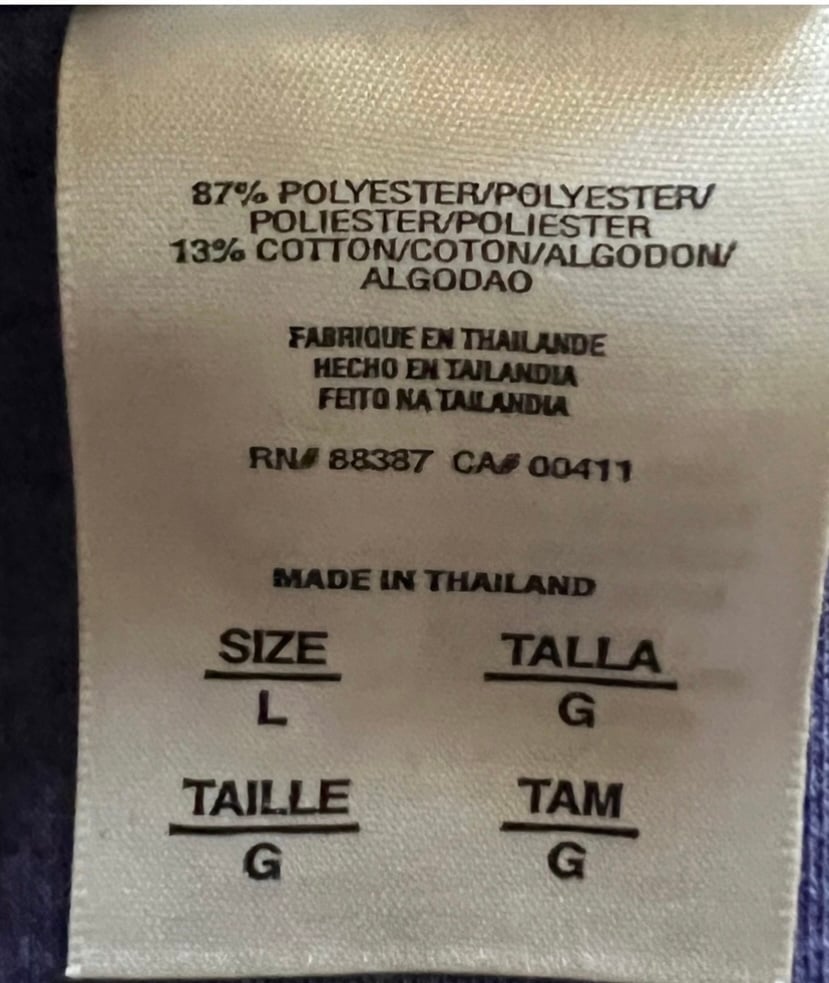 87% POLYESTER/POLYESTER/
POLIESTER/POLIESTER
13% COTTON/COTON/ALGODON/
ALGODAO
FABRIQUE EN THAILANDE
HECHO EN TAILANDIA
FEITO NA TAILANDIA
RN# 88387 CA# 00411
MADE IN THAILAND
SIZE TALLA
L G
TAILLE TAM
G G